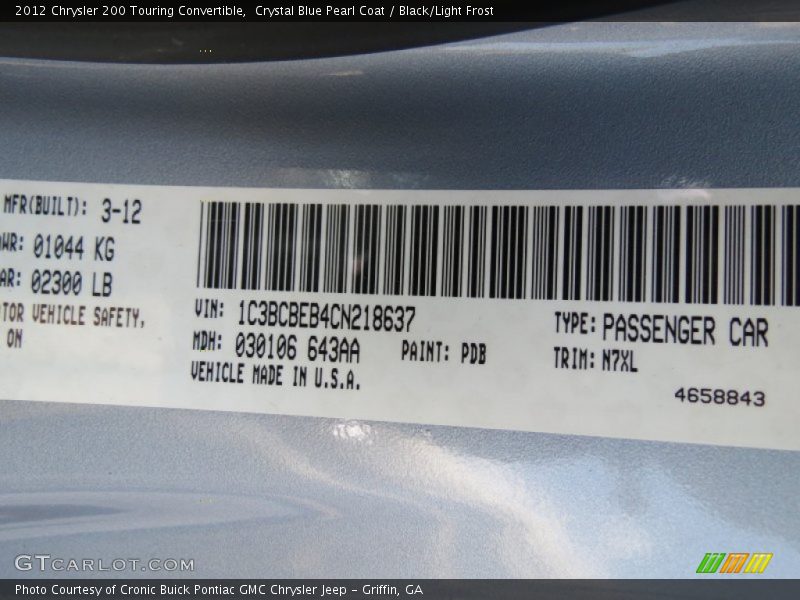 2012 Chrysler 200 Touring Convertible,  Crystal Blue Pearl Coat / Black/Light Frost
MFR(BUILT): 3-12
WR: 01044 KG
AR: 02300 LB
TOR VEHICLE SAFETY,
ON
VIN: 1C3BCBEB4CN218637
MDH: 030106 643AA
PAINT: PDB
VEHICLE MADE IN U.S.A.
TYPE: PASSENGER CAR
TRIM: N7XL
4658843
GTCARLOT.COM
Photo Courtesy of Cronic Buick Pontiac GMC Chrysler Jeep - Griffin, GA